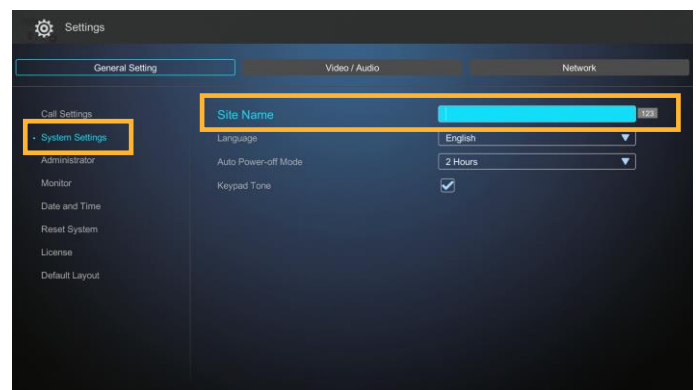 Settings
General Setting
Video / Audio
Network
Call Settings
System Settings
Administrator
Monitor
Date and Time
Reset System
License
Default Layout
Site Name
123
Language
English
Auto Power-off Mode
2 Hours
Keypad Tone